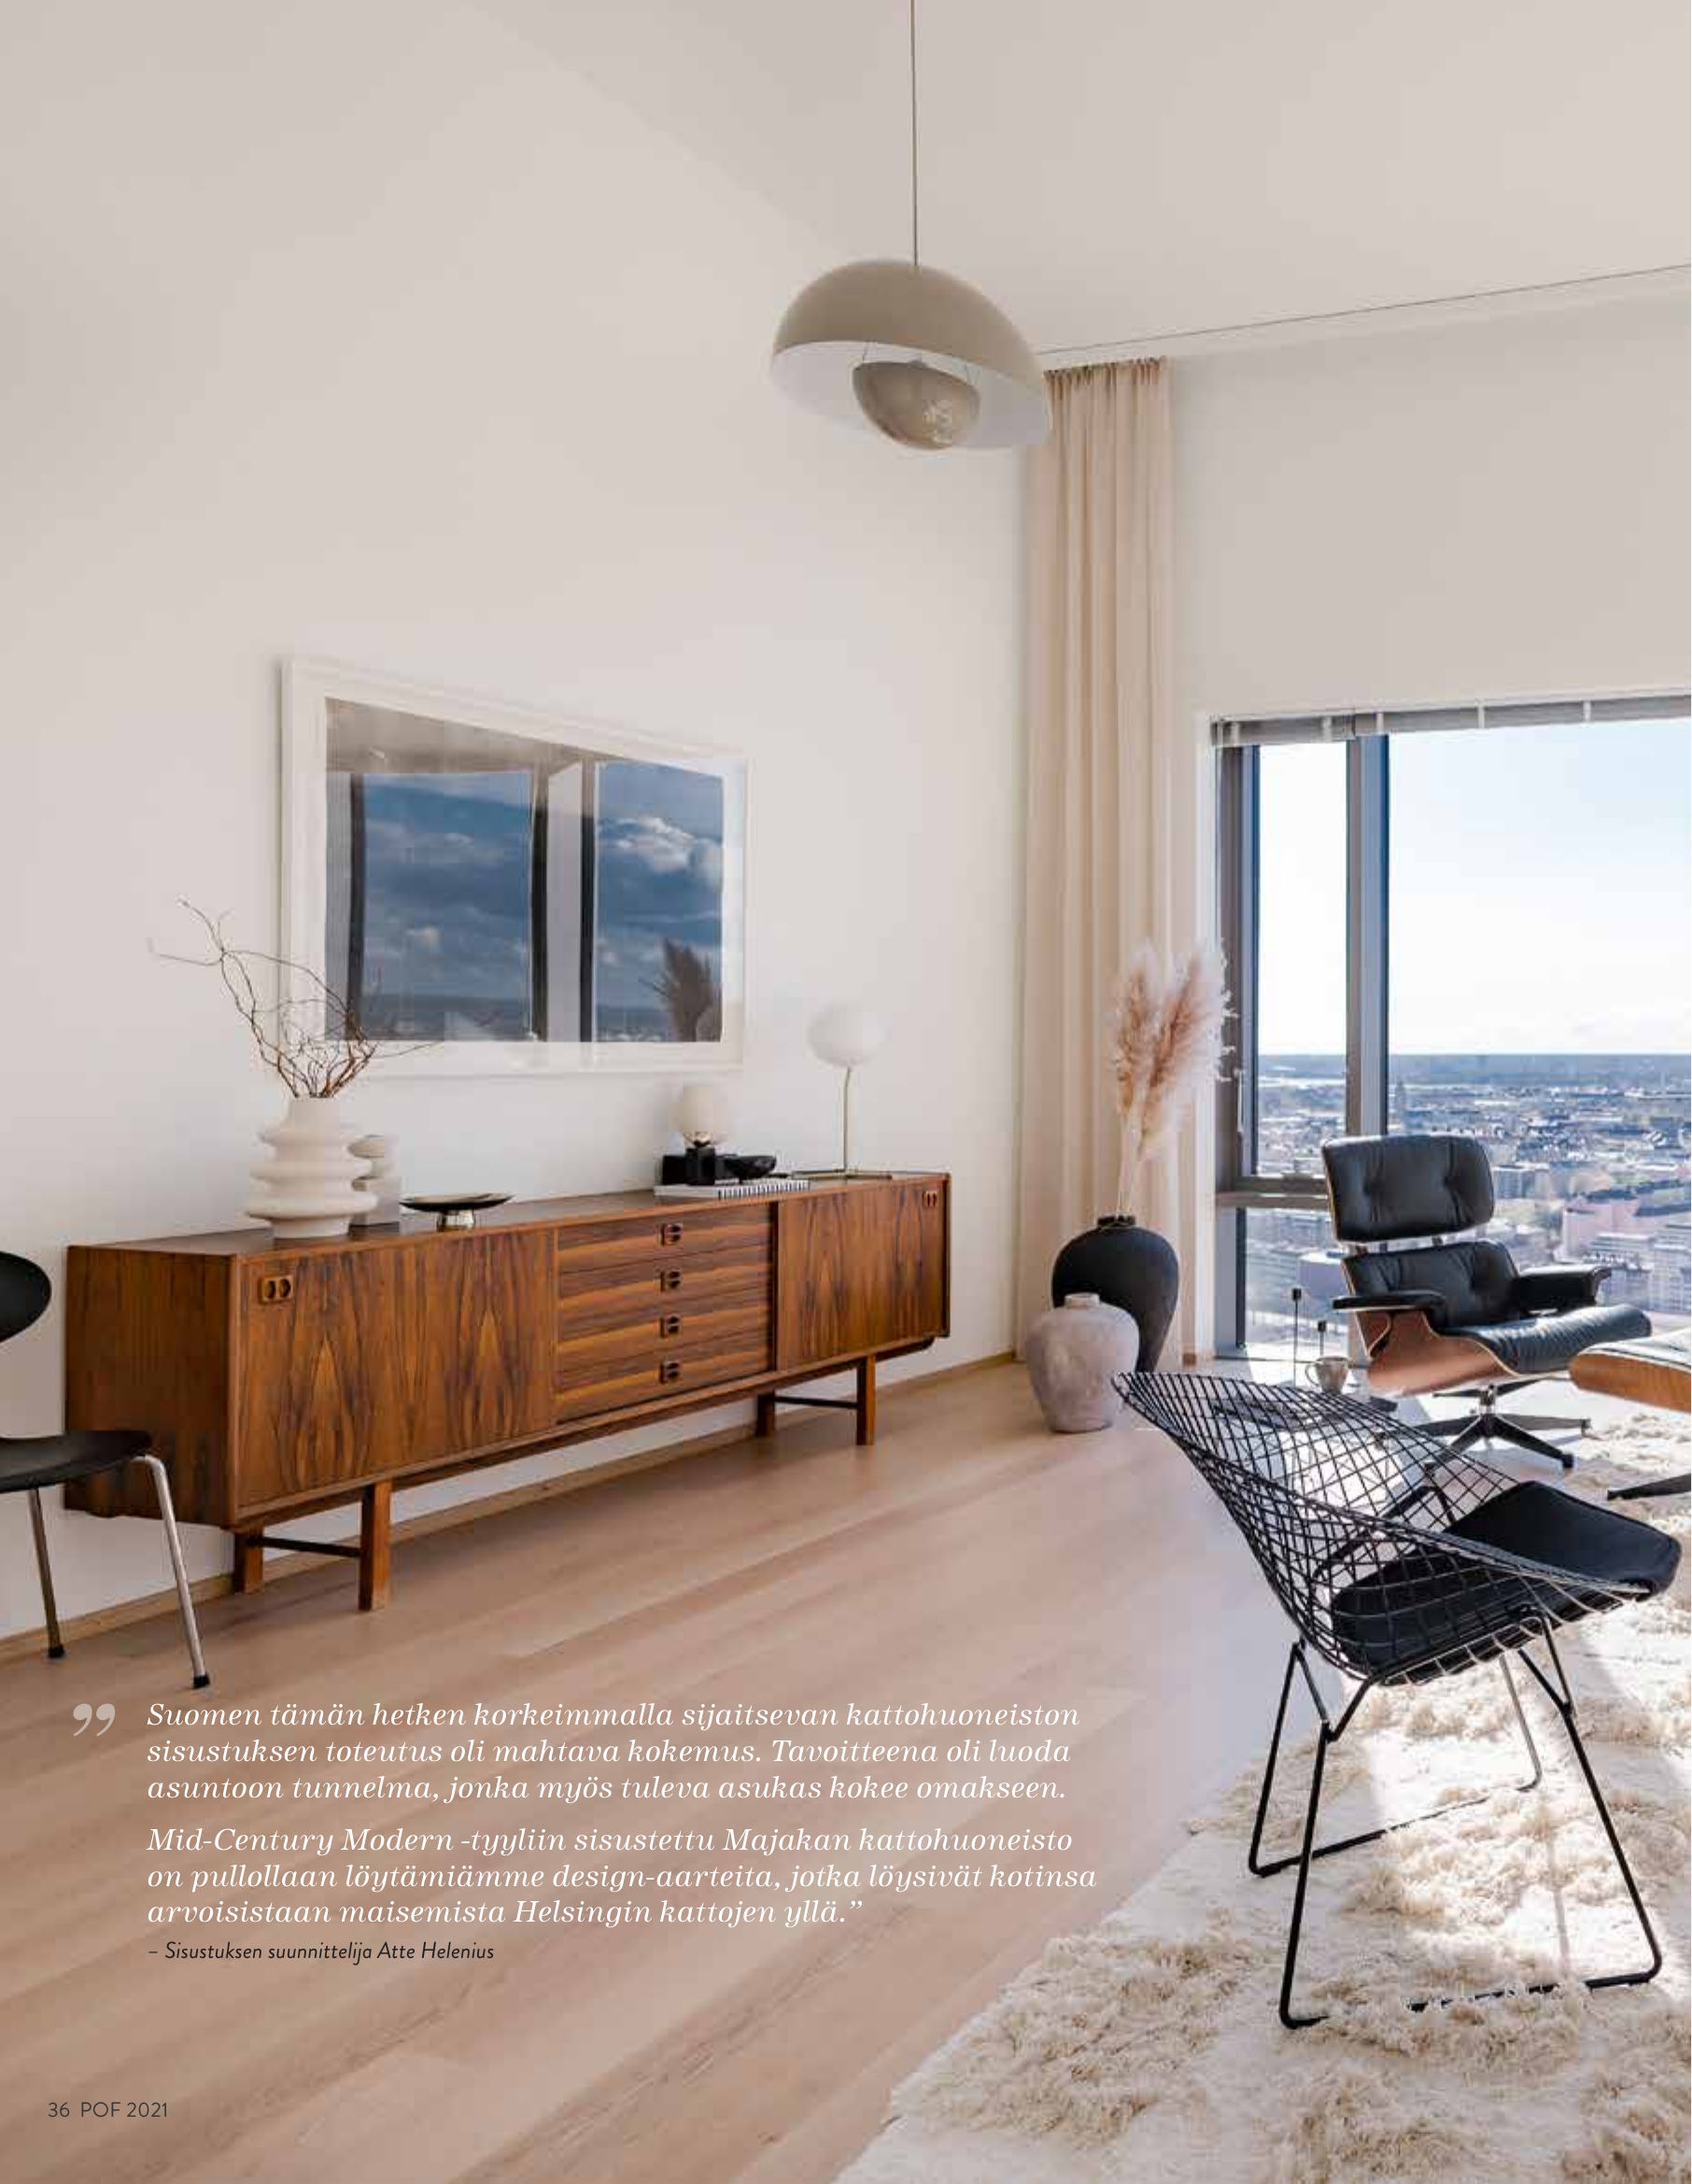 ” Suomen tämän hetken korkeimmalla sijaitsevan kattohuoneiston
sisustuksen toteutus oli mahtava kokemus. Tavoitteena oli luoda
asuntoon tunnelma, jonka myös tuleva asukas kokee omakseen.
Mid-Century Modern -tyyliin sisustettu Majakan kattohuoneisto
on pullollaan löytämiämme design-aarteita, jotka löysivät kotinsa
arvoisistaan maisemista Helsingin kattojen yllä.”
– Sisustuksen suunnittelija Atte Helenius
36 POF 2021